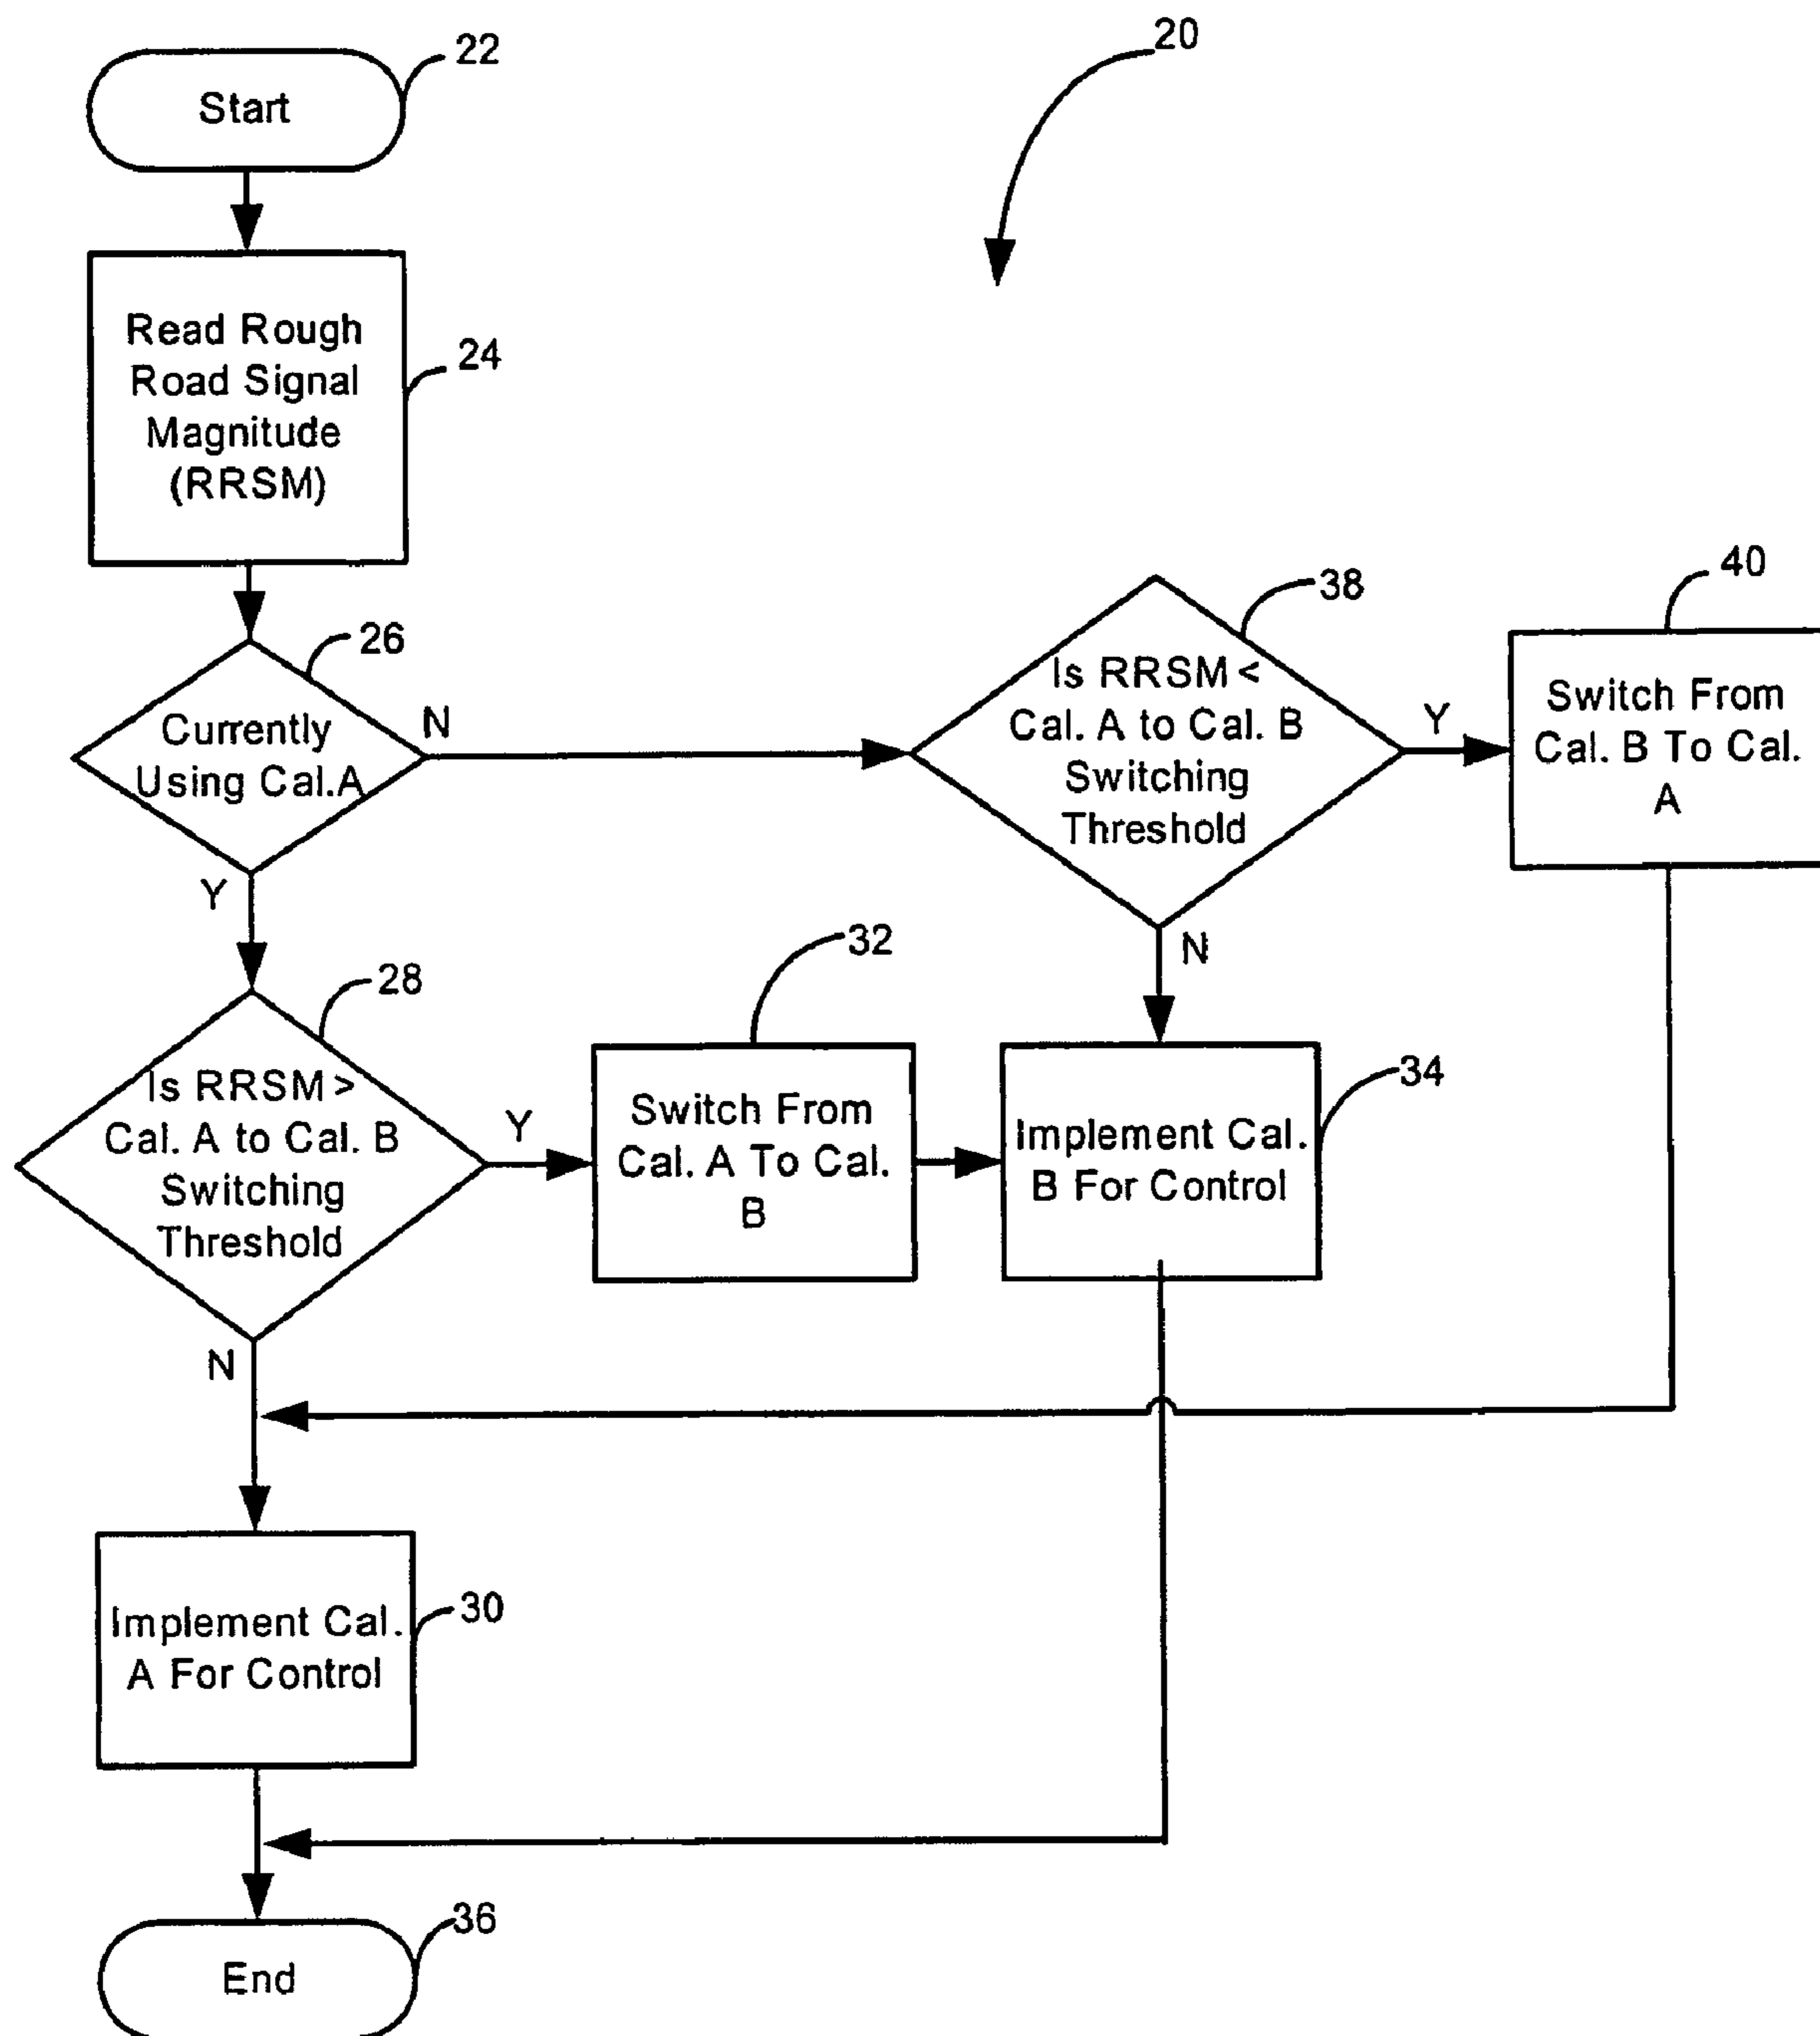 22
Start
20
Read Rough
Road Signal
Magnitude
(RRSM)
24
26
Currently
Using Cal.A
N
Y
38
Is RRSM <
Cal. A to Cal. B
Switching
Threshold
Y
N
40
Switch From
Cal. B To Cal.
A
28
Is RRSM >
Cal. A to Cal. B
Switching
Threshold
Y
N
32
Switch From
Cal. A To Cal.
B
34
Implement Cal.
B For Control
30
Implement Cal.
A For Control
36
End